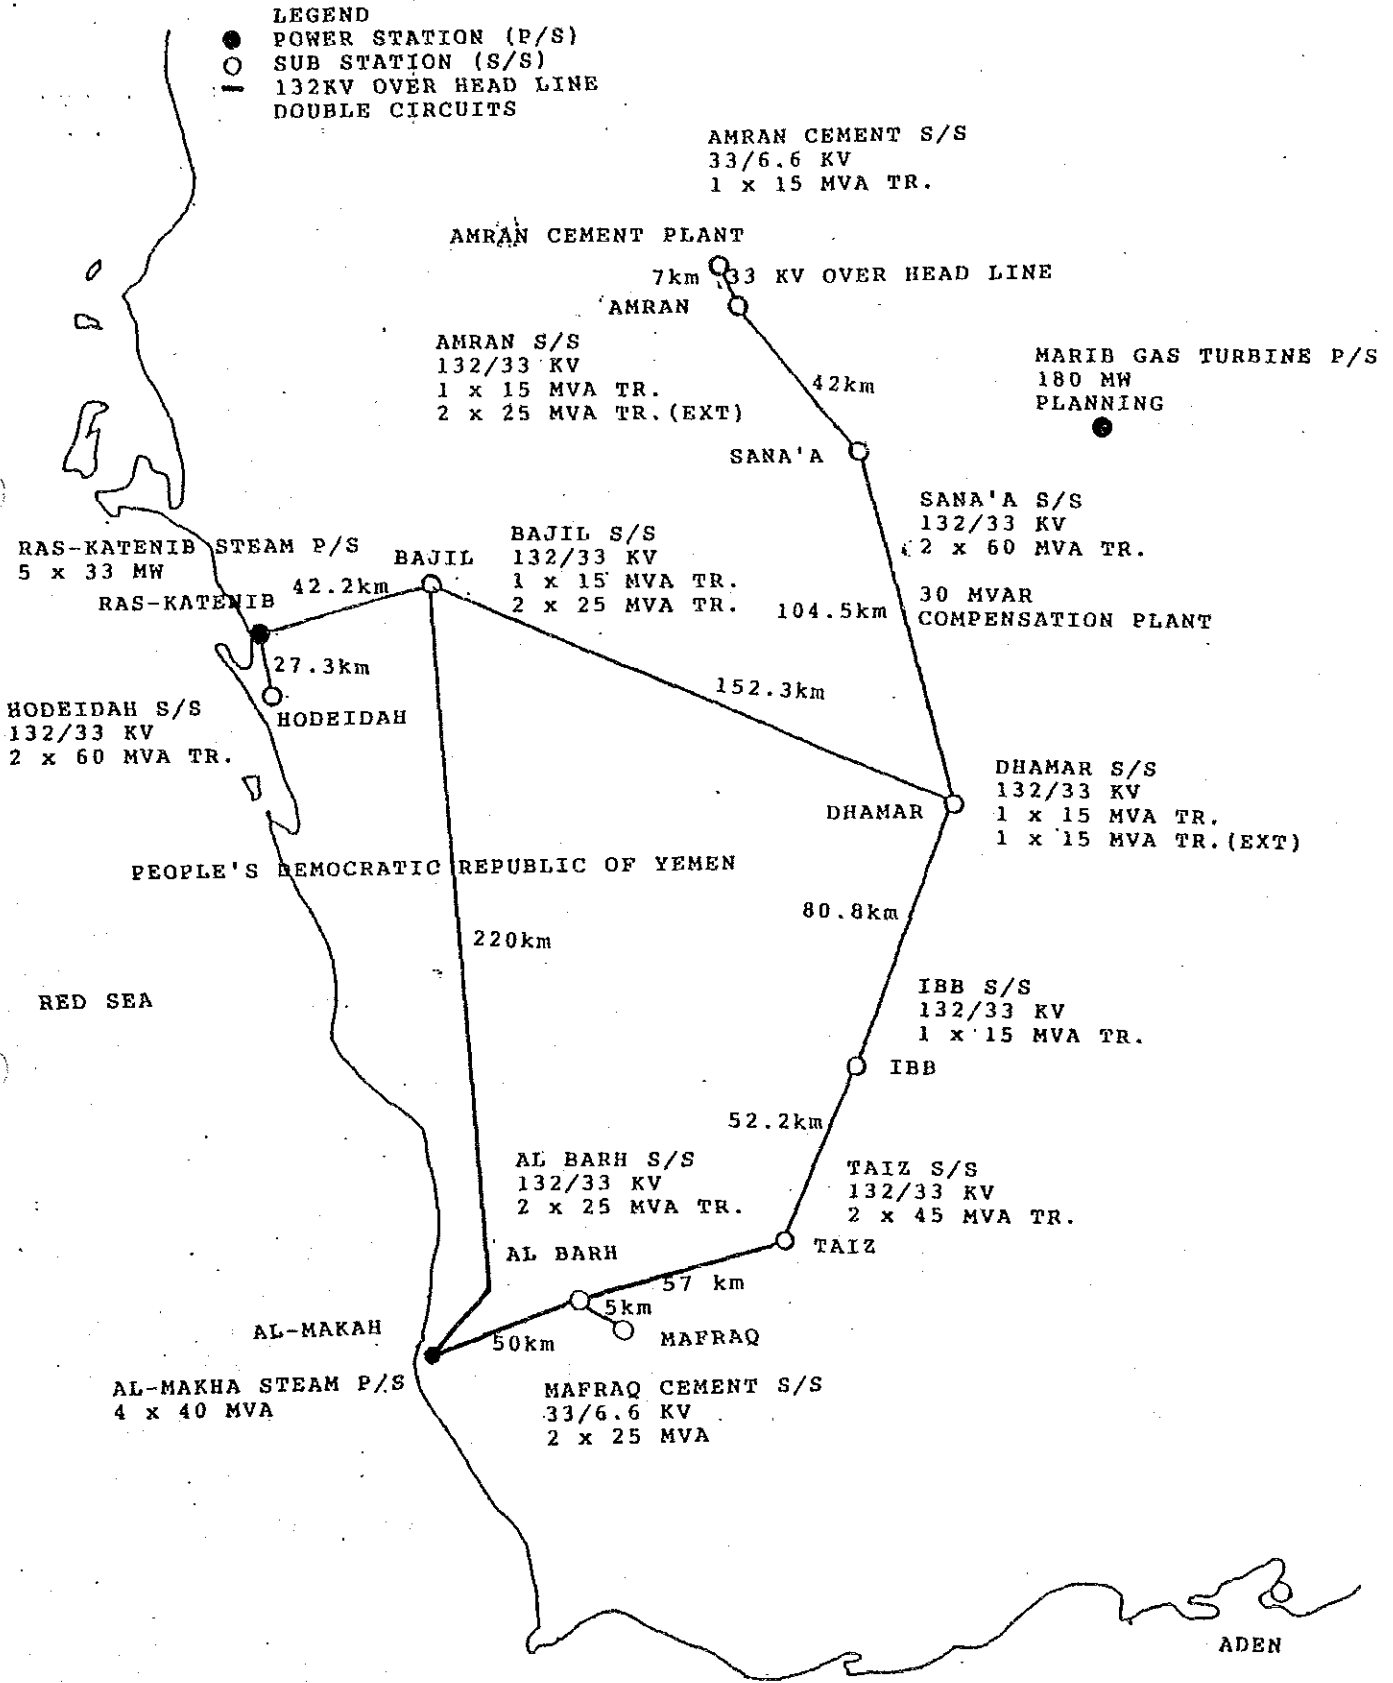 LEGEND
POWER STATION (P/S)
SUB STATION (S/S)
132KV OVER HEAD LINE
DOUBLE CIRCUITS
AMRAN CEMENT S/S
33/6.6 KV
1 x 15 MVA TR.
AMRAN CEMENT PLANT
7km 33 KV OVER HEAD LINE
AMRAN
AMRAN S/S
132/33 KV
1 x 15 MVA TR.
2 x 25 MVA TR.(EXT)
42km
MARIB GAS TURBINE P/S
180 MW
PLANNING
SANA'A
SANA'A S/S
132/33 KV
2 x 60 MVA TR.
30 MVAR
COMPENSATION PLANT
104.5km
RAS-KATENIB STEAM P/S
5 x 33 MW
RAS-KATENIB
42.2km
BAJIL
BAJIL S/S
132/33 KV
1 x 15 MVA TR.
2 x 25 MVA TR.
27.3km
HODEIDAH
HODEIDAH S/S
132/33 KV
2 x 60 MVA TR.
152.3km
DHAMAR
DHAMAR S/S
132/33 KV
1 x 15 MVA TR.
1 x 15 MVA TR.(EXT)
PEOPLE'S DEMOCRATIC REPUBLIC OF YEMEN
80.8km
220km
RED SEA
IBB S/S
132/33 KV
1 x 15 MVA TR.
IBB
52.2km
AL BARH S/S
132/33 KV
2 x 25 MVA TR.
AL BARH
TAIZ S/S
132/33 KV
2 x 45 MVA TR.
TAIZ
57 km
5km
MAFRAQ
50km
AL-MAKAH
AL-MAKHA STEAM P/S
4 x 40 MVA
MAFRAQ CEMENT S/S
33/6.6 KV
2 x 25 MVA
ADEN